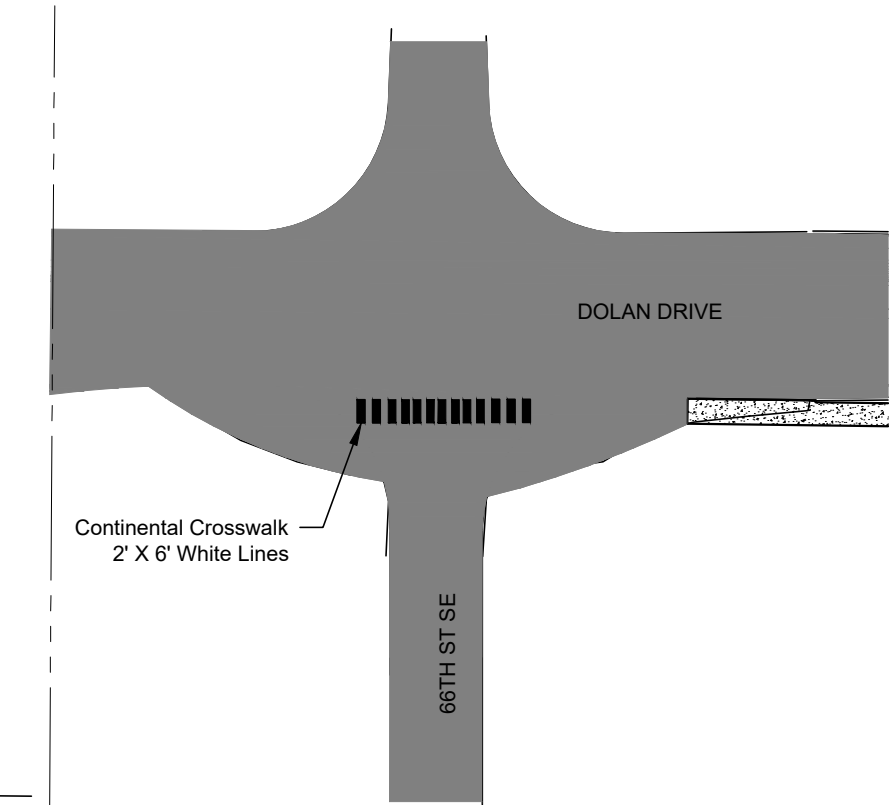 DOLAN DRIVE
Continental Crosswalk
2' X 6' White Lines
66TH ST SE